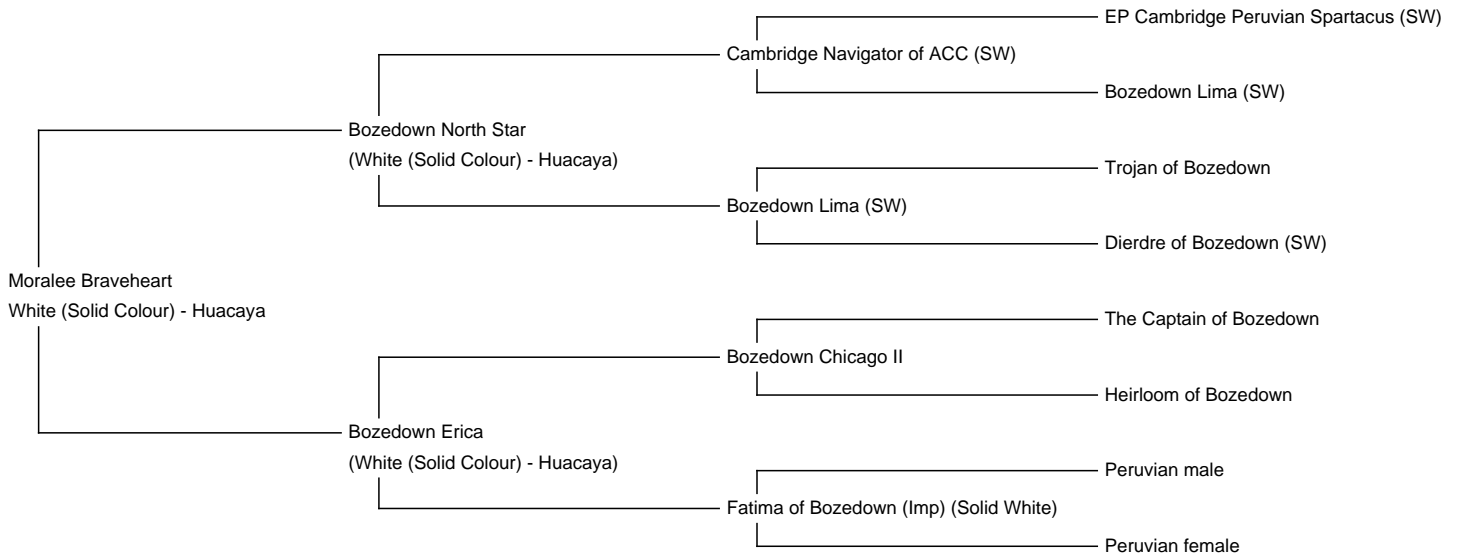 EP Cambridge Peruvian Spartacus (SW)
Cambridge Navigator of ACC (SW)
Bozedown Lima (SW)
Bozedown North Star
(White (Solid Colour) - Huacaya)
Trojan of Bozedown
Bozedown Lima (SW)
Dierdre of Bozedown (SW)
Moralee Braveheart
White (Solid Colour) - Huacaya
The Captain of Bozedown
Bozedown Chicago II
Heirloom of Bozedown
Bozedown Erica
(White (Solid Colour) - Huacaya)
Peruvian male
Fatima of Bozedown (Imp) (Solid White)
Peruvian female